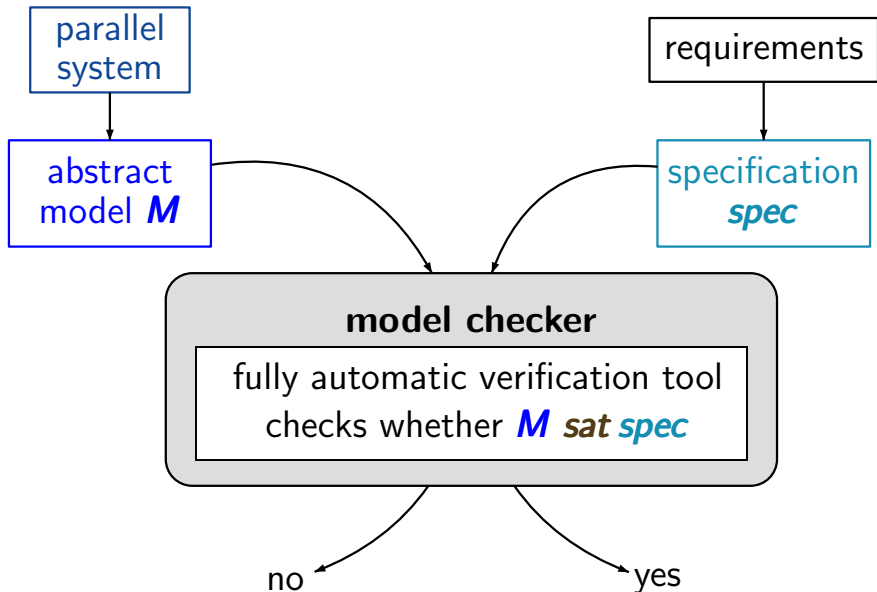 parallel
system
requirements
abstract
model M
specification
spec
model checker
fully automatic verification tool
checks whether M sat spec
no
yes